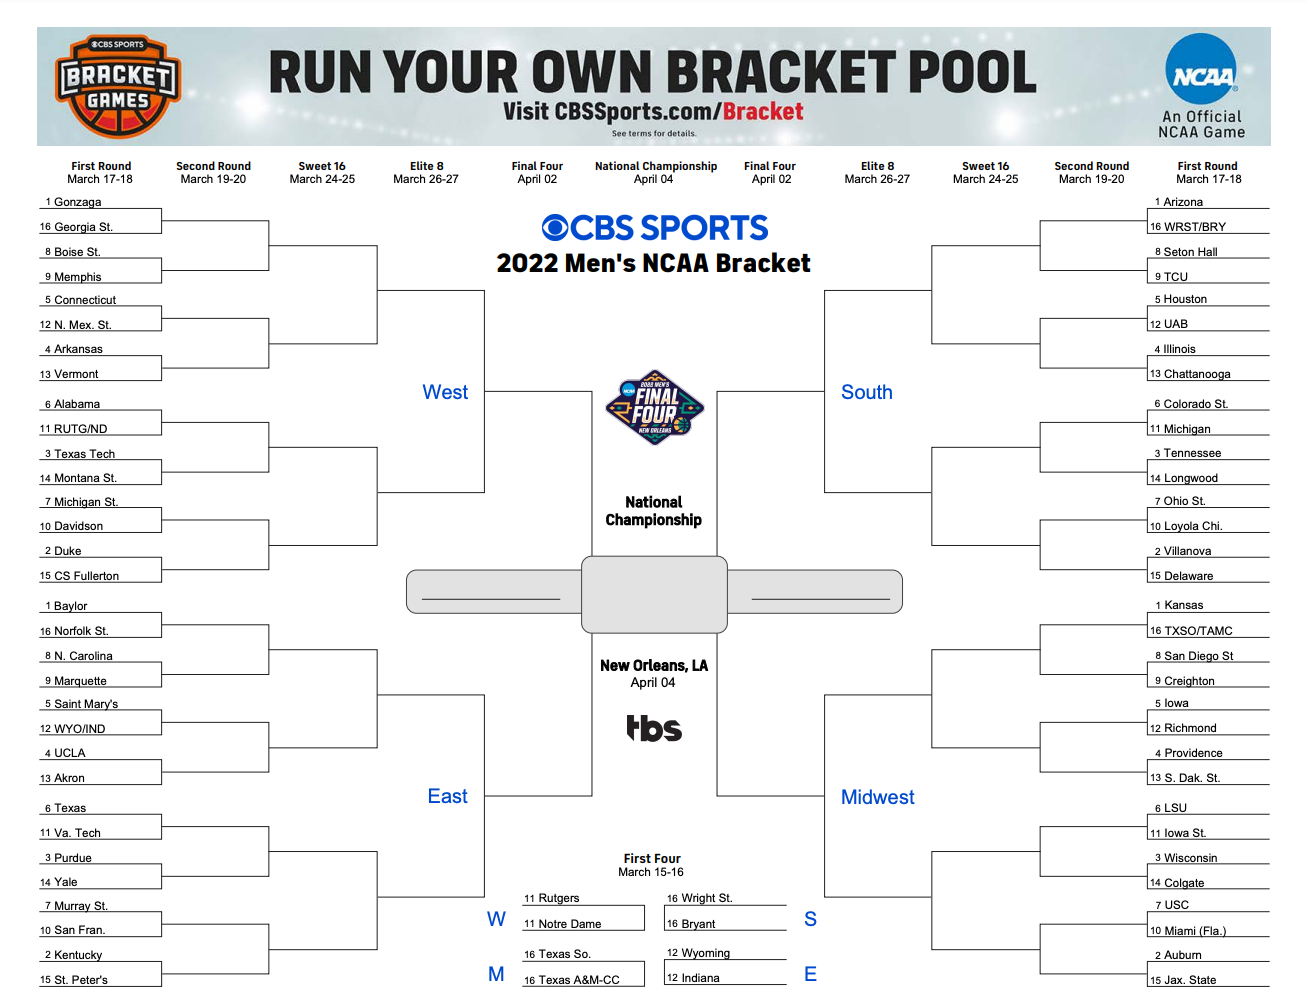 CBS SPORTS
BRACKET
GAMES
RUN YOUR OWN BRACKET POOL
Visit CBSSports.com/Bracket
See terms for details.
NCAA
An Official
NCAA Game
First Round
March 17-18
Second Round
March 19-20
Sweet 16
March 24-25
Elite 8
March 26-27
Final Four
April 02
National Championship
April 04
Final Four
April 02
Elite 8
March 26-27
Sweet 16
March 24-25
Second Round
March 19-20
First Round
March 17-18
CBS SPORTS
2022 Men's NCAA Bracket
1 Gonzaga
16 Georgia St.
8 Boise St.
9 Memphis
5 Connecticut
12 N. Mex. St.
4 Arkansas
13 Vermont
6 Alabama
11 RUTG/ND
3 Texas Tech
14 Montana St.
7 Michigan St.
10 Davidson
2 Duke
15 CS Fullerton
West
1 Baylor
16 Norfolk St.
8 N. Carolina
9 Marquette
5 Saint Mary's
12 WYO/IND
4 UCLA
13 Akron
6 Texas
11 Va. Tech
3 Purdue
14 Yale
7 Murray St.
10 San Fran.
2 Kentucky
15 St. Peter's
East
2022 MEN'S
NCAA
FINAL
FOUR
NEW ORLEANS
National
Championship
New Orleans, LA
April 04
tbs
1 Arizona
16 WRST/BRY
8 Seton Hall
9 TCU
5 Houston
12 UAB
4 Illinois
13 Chattanooga
6 Colorado St.
11 Michigan
3 Tennessee
14 Longwood
7 Ohio St.
10 Loyola Chi.
2 Villanova
15 Delaware
South
1 Kansas
16 TXSO/TAMC
8 San Diego St
9 Creighton
5 Iowa
12 Richmond
4 Providence
13 S. Dak. St.
6 LSU
11 Iowa St.
3 Wisconsin
14 Colgate
7 USC
10 Miami (Fla.)
2 Auburn
15 Jax. State
Midwest
First Four
March 15-16
W
11 Rutgers
11 Notre Dame
16 Wright St.
16 Bryant
S
M
16 Texas So.
16 Texas A&M-CC
12 Wyoming
12 Indiana
E